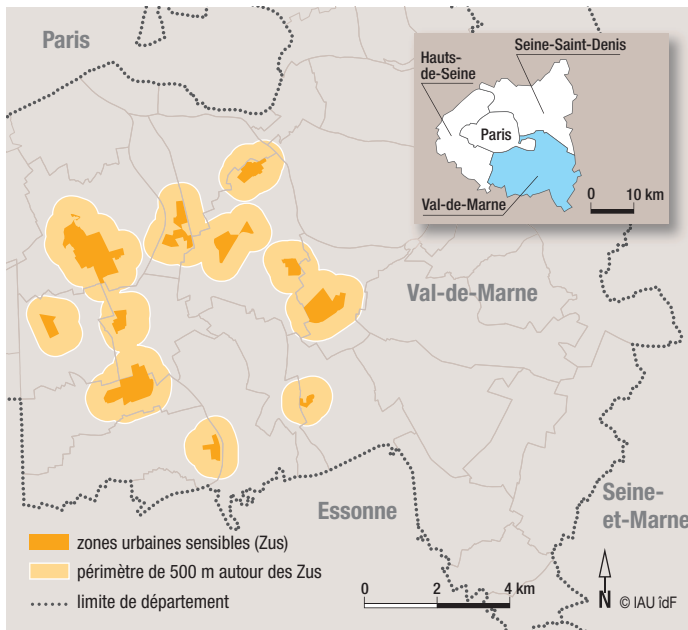 Paris
Hauts-
de-Seine
Seine-Saint-Denis
Paris
Val-de-Marne
0 10 km
Val-de-Marne
Essonne
Seine-
et-Marne
zones urbaines sensibles (Zus)
périmètre de 500 m autour des Zus
limite de département
0 2 4 km
N © IAU îdF